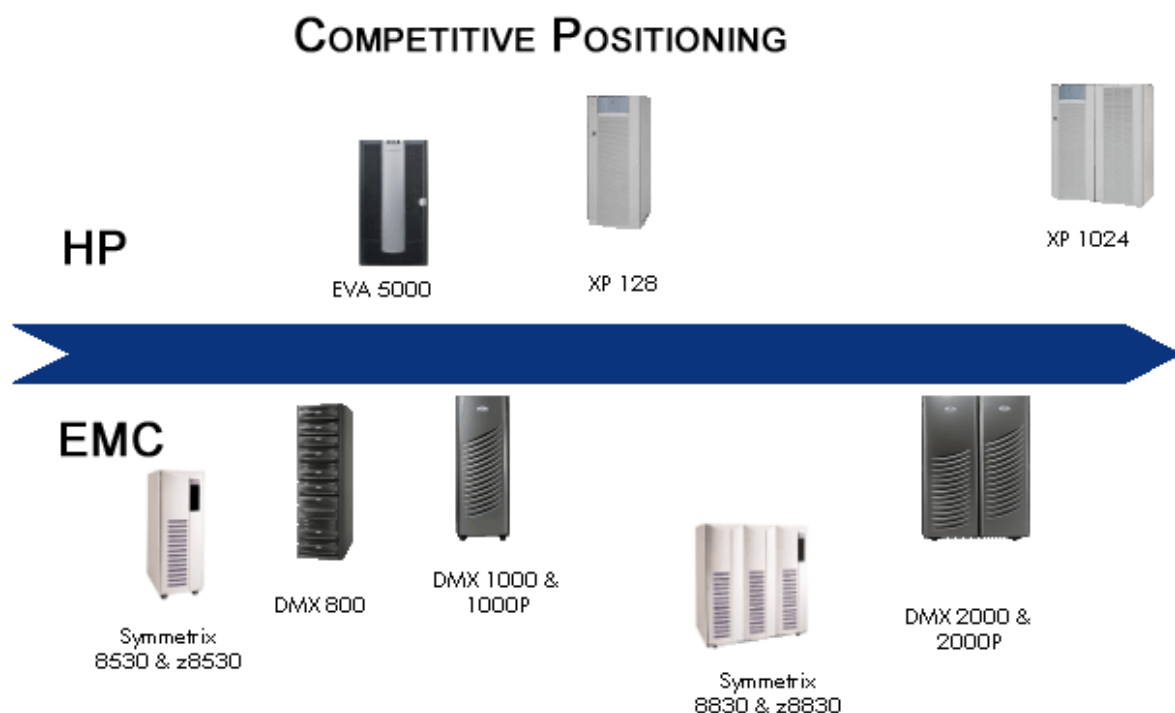 COMPETITIVE POSITIONING
HP
EVA 5000
XP 128
XP 1024
EMC
Symmetrix
8530 & z8530
DMX 800
DMX 1000 &
1000P
Symmetrix
8830 & z8830
DMX 2000 &
2000P